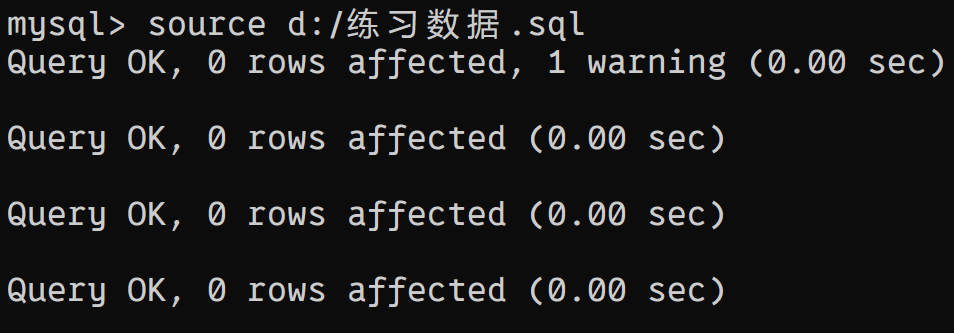 mysql> source d:/练习数据.sql
Query OK, 0 rows affected, 1 warning (0.00 sec)
Query OK, 0 rows affected (0.00 sec)
Query OK, 0 rows affected (0.00 sec)
Query OK, 0 rows affected (0.00 sec)